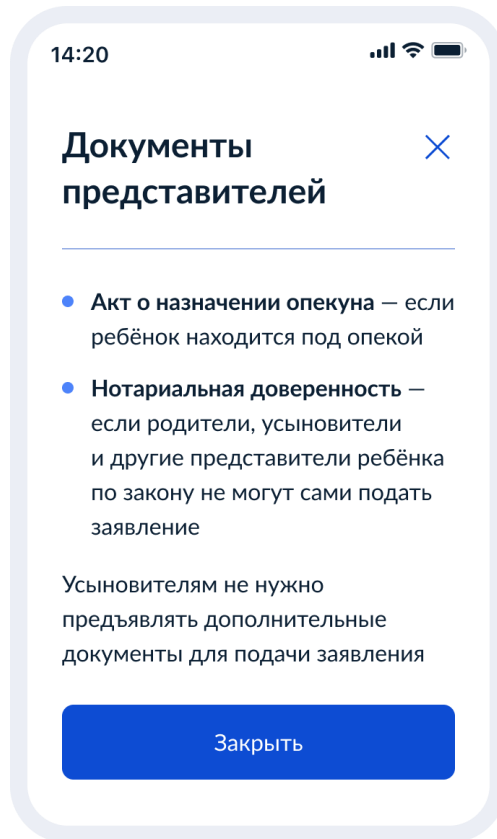 14:20
Документы
представителей
Акт о назначении опекуна — если
ребёнок находится под опекой
Нотариальная доверенность —
если родители, усыновители
и другие представители ребёнка
по закону не могут сами подать
заявление
Усыновителям не нужно
предъявлять дополнительные
документы для подачи заявления
Закрыть